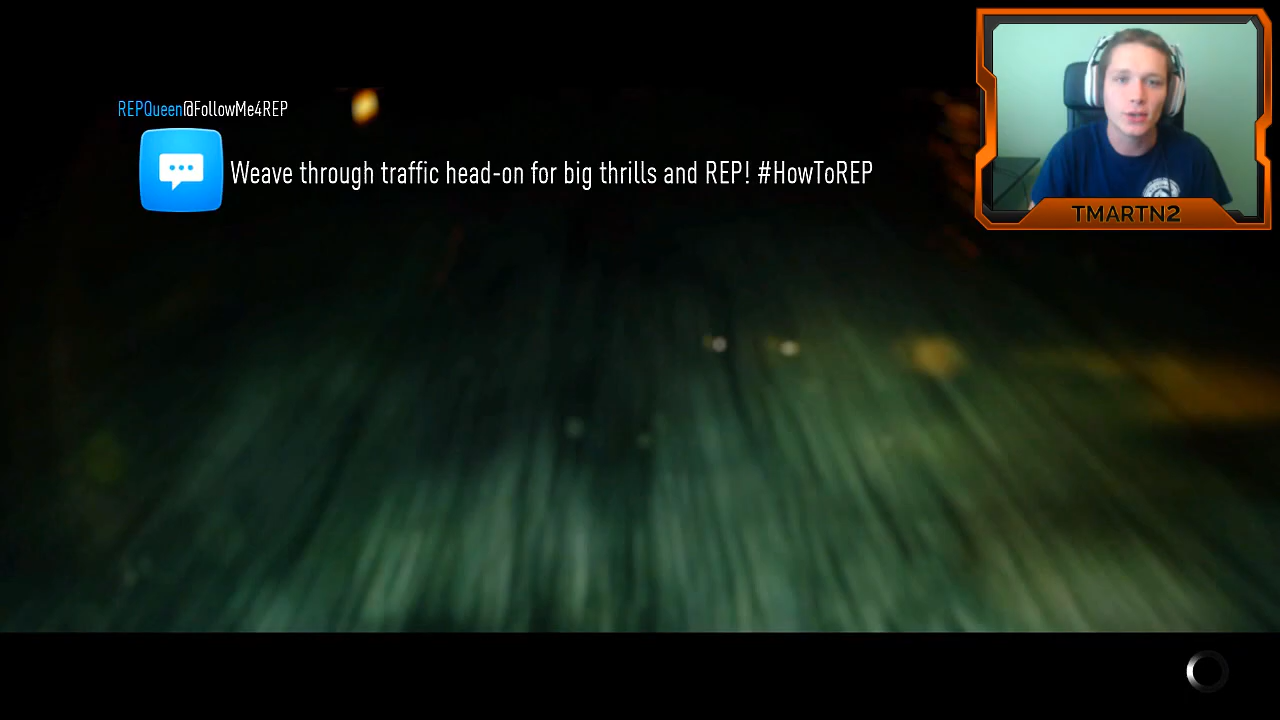 REPQueen@FollowMe4REP
Weave through traffic head-on for big thrills and REP! #HowToREP
TMARTN2